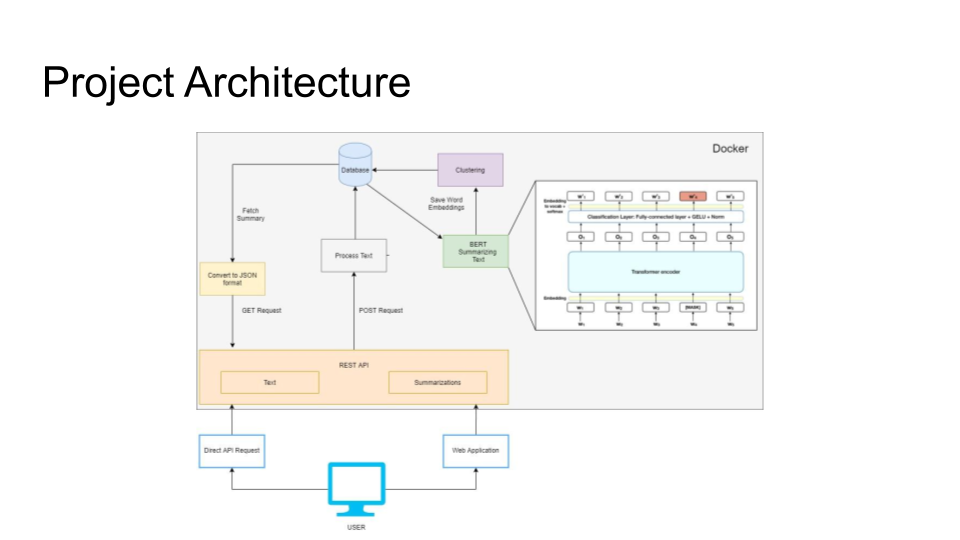 Project Architecture
Docker
Database
Clustering
Fetch
Summary
Save Word
Embeddings
Process Text
BERT
Summarizing
Text
Convert to JSON
format
GET Request
POST Request
REST API
Text
Summarizations
Direct API Request
Web Application
USER
Embedding
to vocab +
softmax
W'₁ W'₂ W'₃ W'₄ W'₅
Classification Layer: Fully-connected layer + GELU + Norm
O₁ O₂ O₃ O₄ O₅
Transformer encoder
Embedding
W₁ W₂ W₃ [MASK] W₅
W₁ W₂ W₃ W₄ W₅